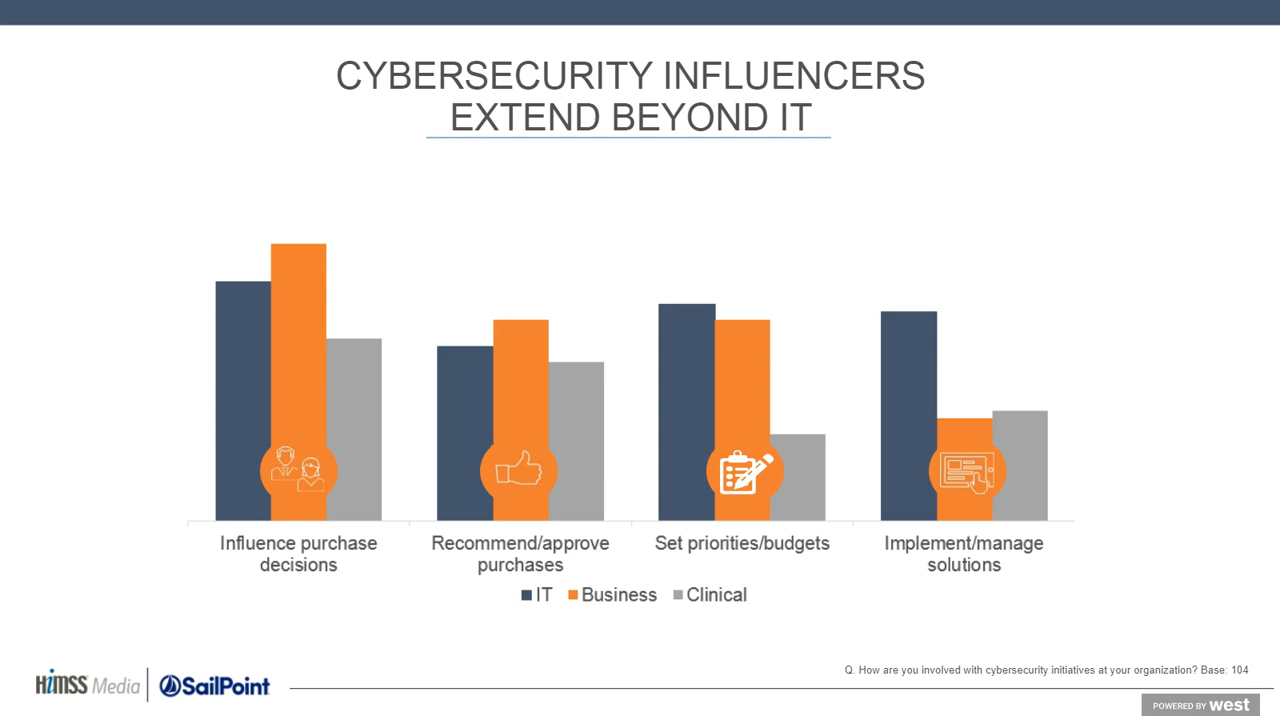 CYBERSECURITY INFLUENCERS
EXTEND BEYOND IT
Influence purchase
decisions
Recommend/approve
purchases
Set priorities/budgets
Implement/manage
solutions
IT Business Clinical
HiMSS Media
SailPoint
Q. How are you involved with cybersecurity initiatives at your organization? Base: 104
POWERED BY west